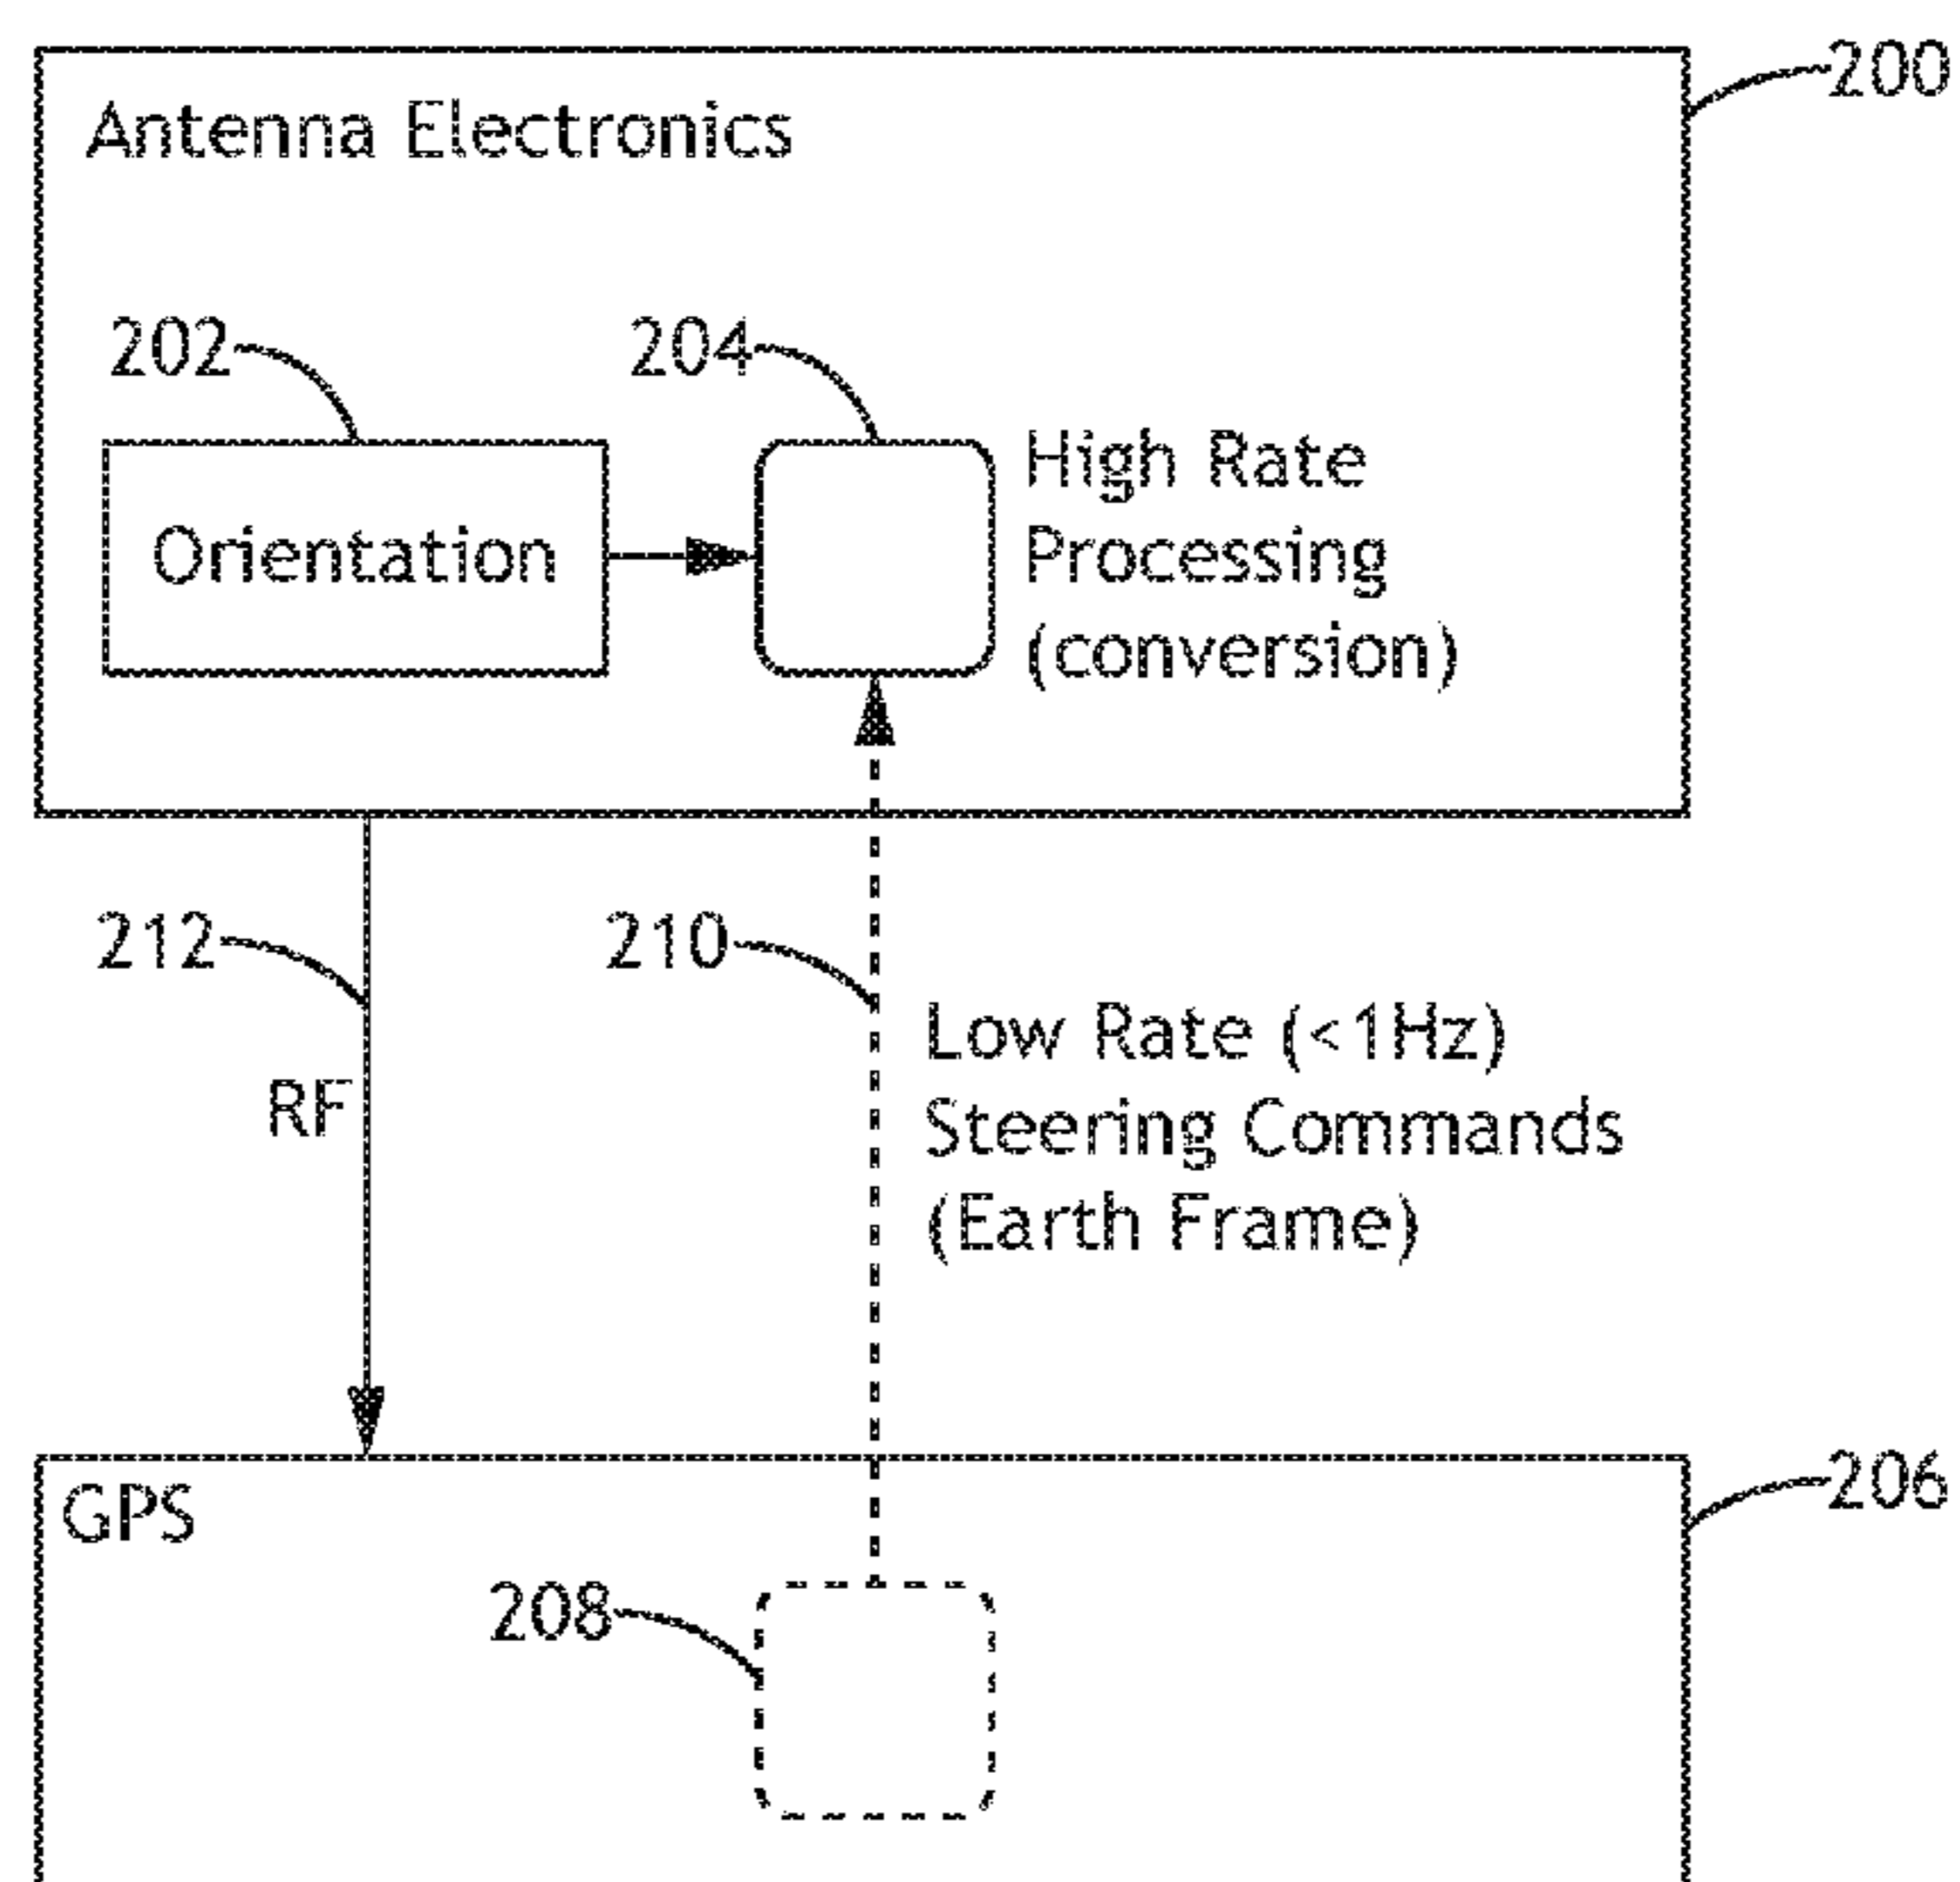 200
Antenna Electronics
202
204
High Rate
Processing
(conversion)
Orientation
212
210
Low Rate (<1Hz)
Steering Commands
(Earth Frame)
RF
206
GPS
208